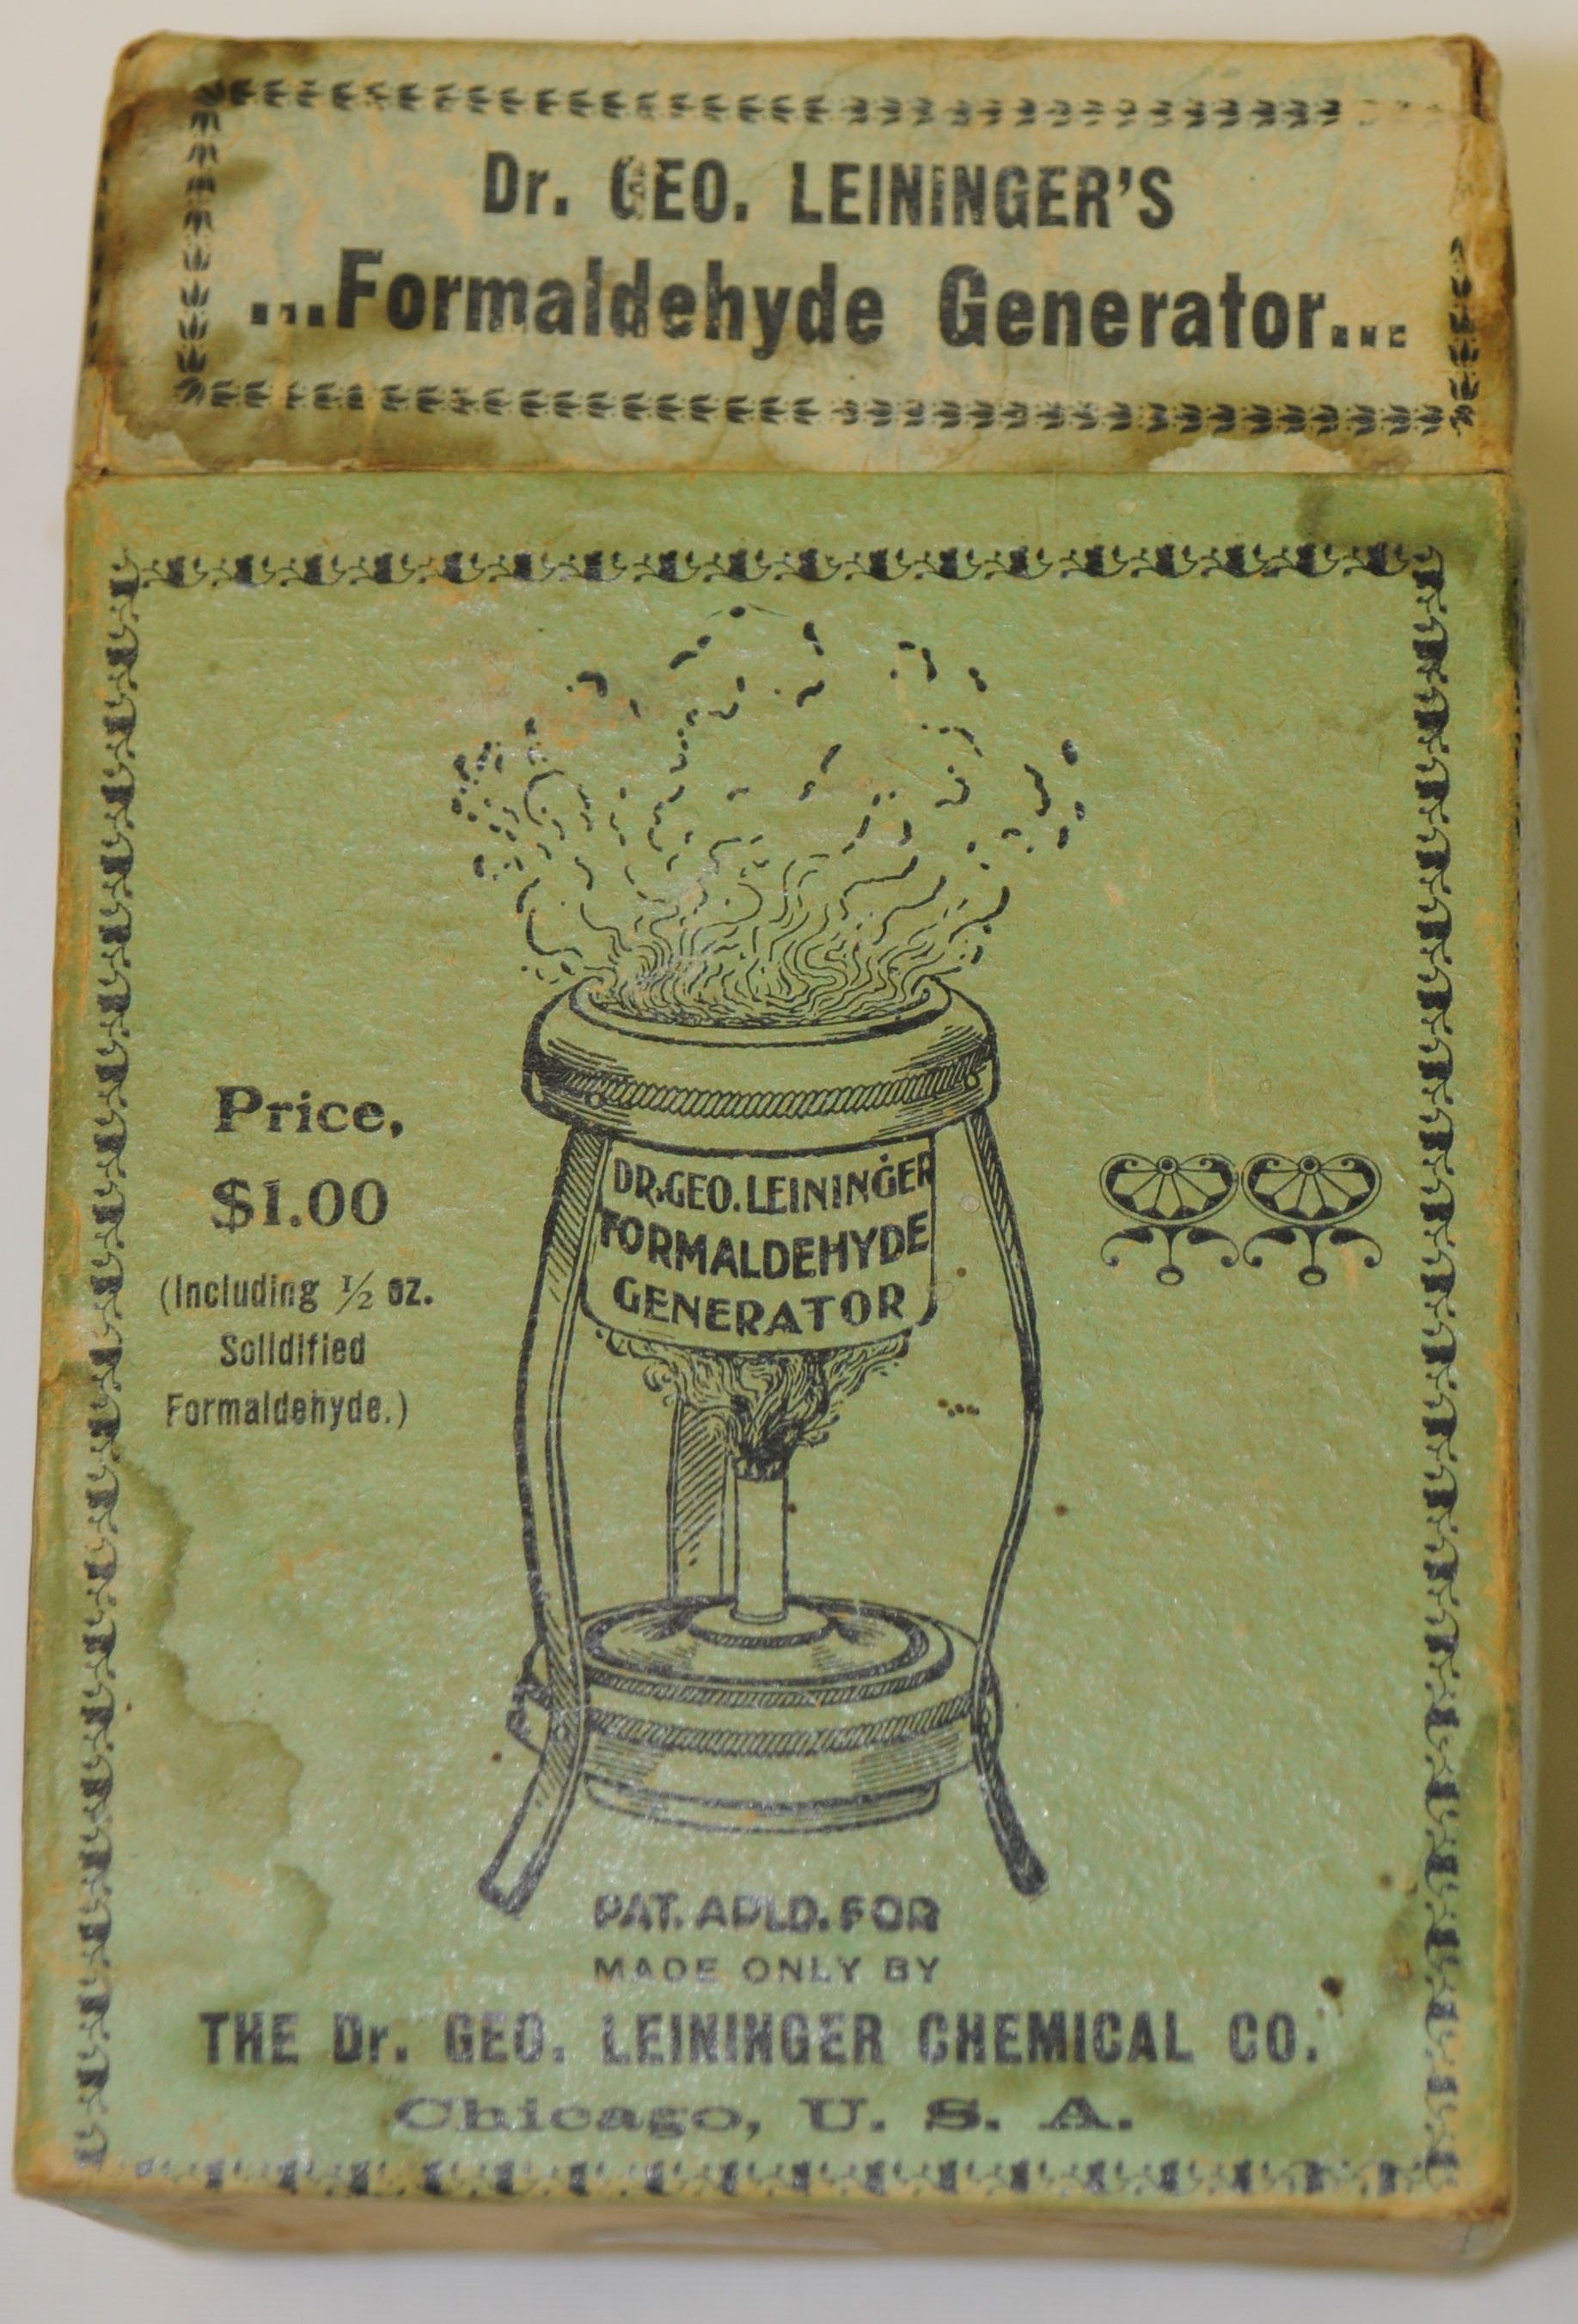 Dr. GEO. LEININGER'S
...Formaldehyde Generator...
Price,
$1.00
(Including ½ oz.
Solidified
Formaldehyde.)
DR. GEO. LEININGER
FORMALDEHYDE
GENERATOR
PAT. APLD. FOR
MADE ONLY BY
THE Dr. GEO. LEININGER CHEMICAL CO.
Chicago, U. S. A.